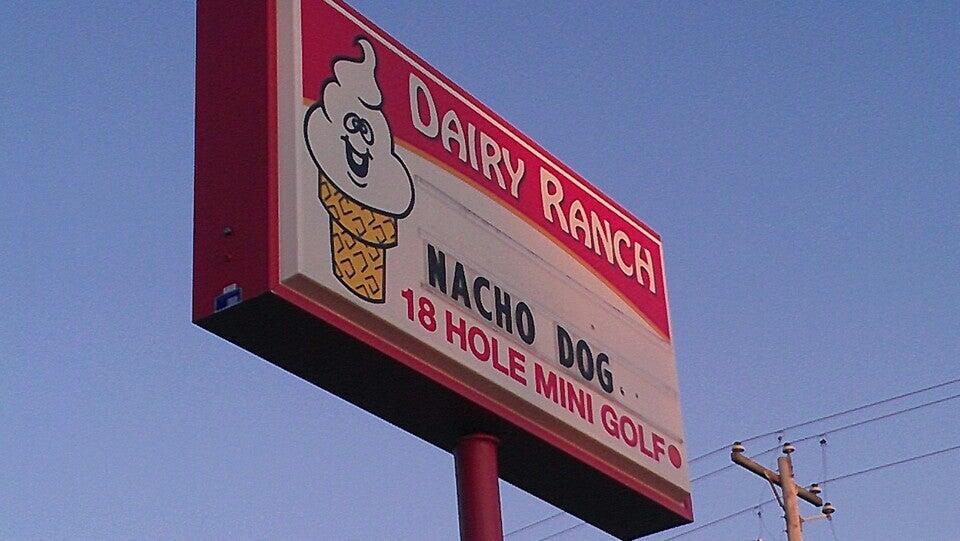 DAIRY RANCH
NACHO DOG..
18 HOLE MINI GOLF